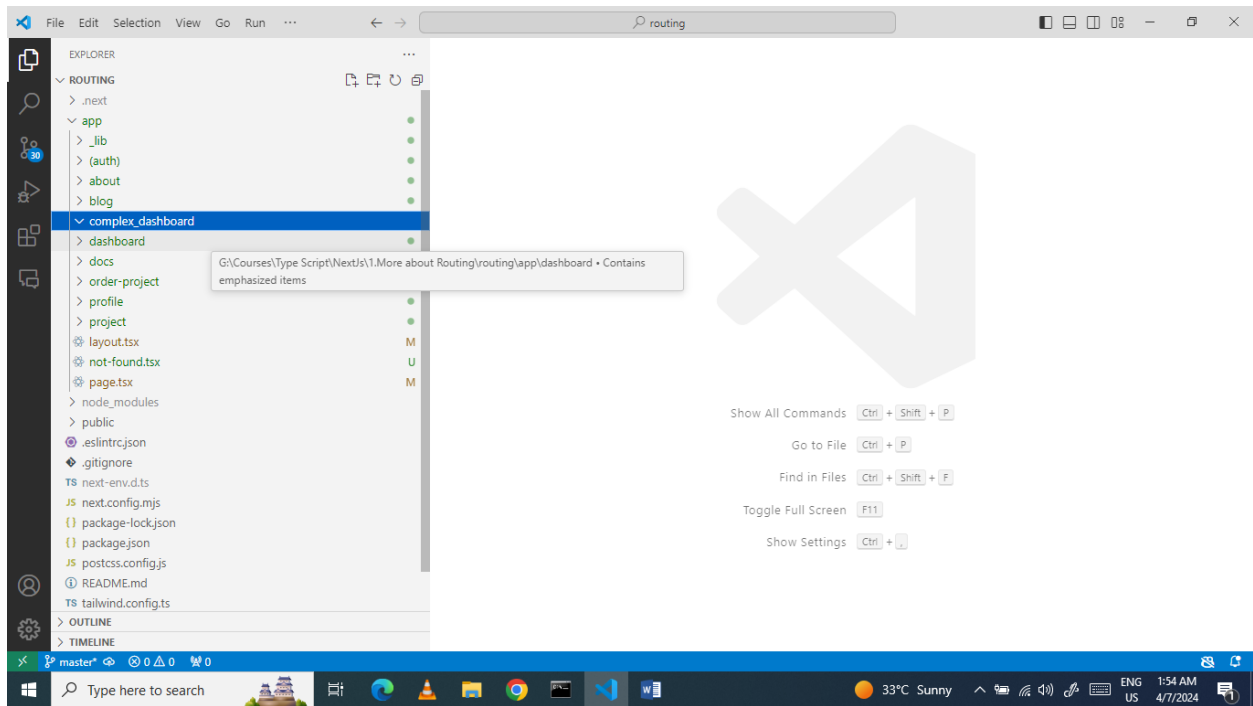 File Edit Selection View Go Run ··· routing
EXPLORER ···
ROUTING
.next
app
_lib
(auth)
about
blog
complex_dashboard
dashboard
docs
G:\Courses\Type Script\NextJs\1.More about Routing\routing\app\dashboard • Contains
emphasized items
order-project
profile
project
layout.tsx M
not-found.tsx U
page.tsx M
node_modules
public
.eslintrc.json
.gitignore
TS next-env.d.ts
JS next.config.mjs
{} package-lock.json
{} package.json
JS postcss.config.js
README.md
TS tailwind.config.ts
OUTLINE
TIMELINE
30
Show All Commands Ctrl + Shift + P
Go to File Ctrl + P
Find in Files Ctrl + Shift + F
Toggle Full Screen F11
Show Settings Ctrl + ,
master* 0 0 0
Type here to search
W
33°C Sunny
ENG
US
1:54 AM
4/7/2024
1